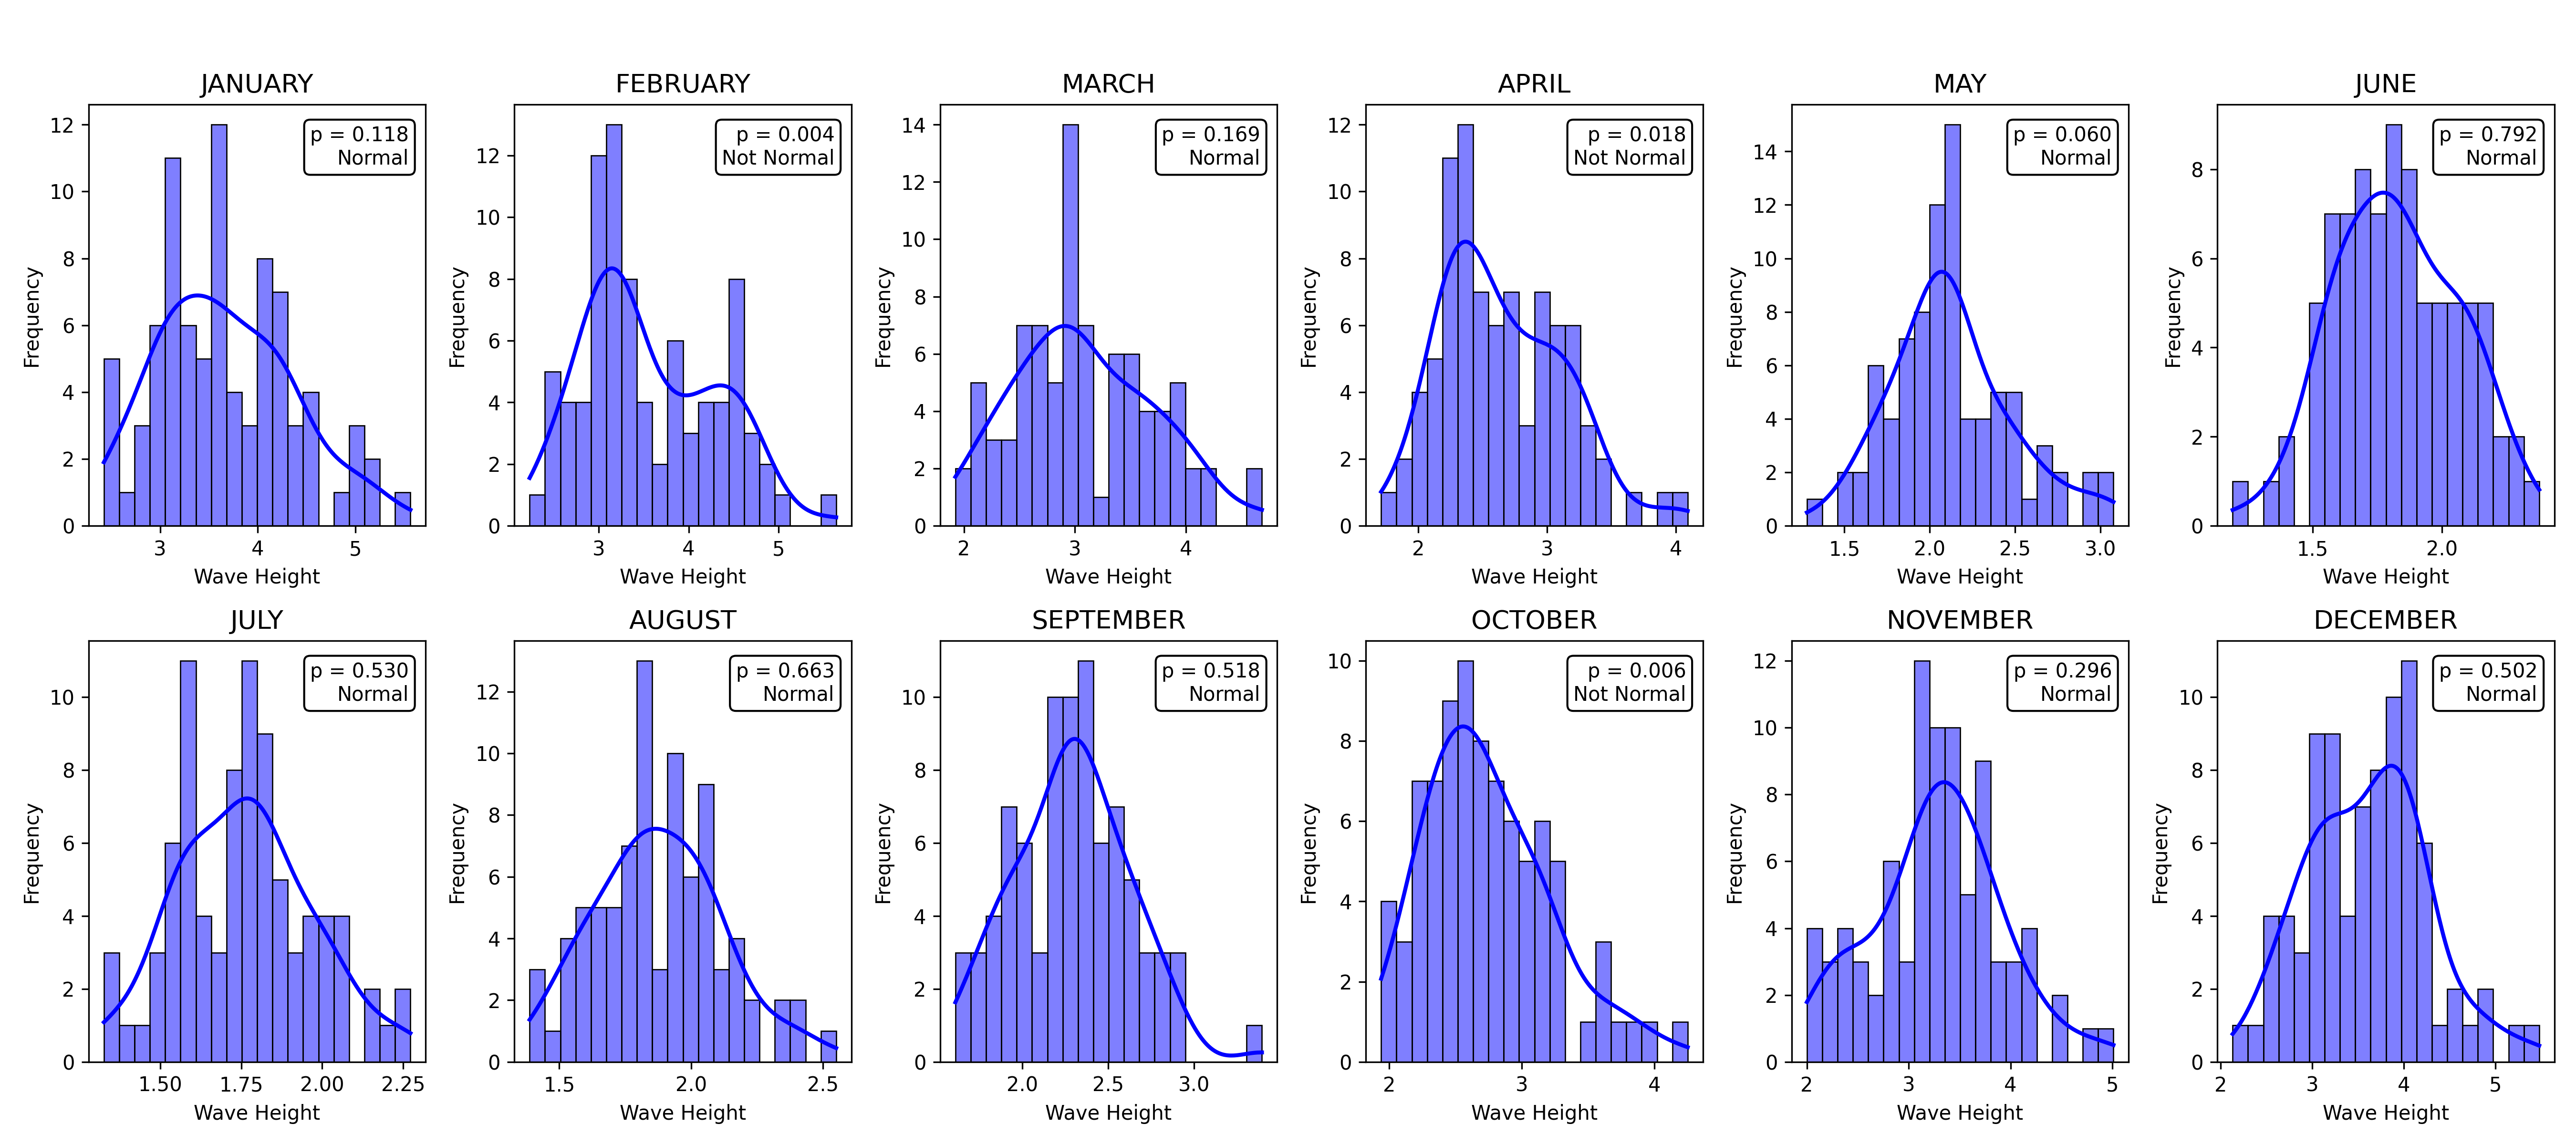 JANUARY
p = 0.118
Normal
Frequency
12
10
8
6
4
2
0
3 4 5
Wave Height
FEBRUARY
p = 0.004
Not Normal
Frequency
12
10
8
6
4
2
0
3 4 5
Wave Height
MARCH
p = 0.169
Normal
Frequency
14
12
10
8
6
4
2
0
2 3 4
Wave Height
APRIL
p = 0.018
Not Normal
Frequency
12
10
8
6
4
2
0
2 3 4
Wave Height
MAY
p = 0.060
Normal
Frequency
14
12
10
8
6
4
2
0
1.5 2.0 2.5 3.0
Wave Height
JUNE
p = 0.792
Normal
Frequency
8
6
4
2
0
1.5 2.0
Wave Height
JULY
p = 0.530
Normal
Frequency
10
8
6
4
2
0
1.50 1.75 2.00 2.25
Wave Height
AUGUST
p = 0.663
Normal
Frequency
12
10
8
6
4
2
0
1.5 2.0 2.5
Wave Height
SEPTEMBER
p = 0.518
Normal
Frequency
10
8
6
4
2
0
2.0 2.5 3.0
Wave Height
OCTOBER
p = 0.006
Not Normal
Frequency
10
8
6
4
2
0
2 3 4
Wave Height
NOVEMBER
p = 0.296
Normal
Frequency
12
10
8
6
4
2
0
2 3 4 5
Wave Height
DECEMBER
p = 0.502
Normal
Frequency
10
8
6
4
2
0
2 3 4 5
Wave Height